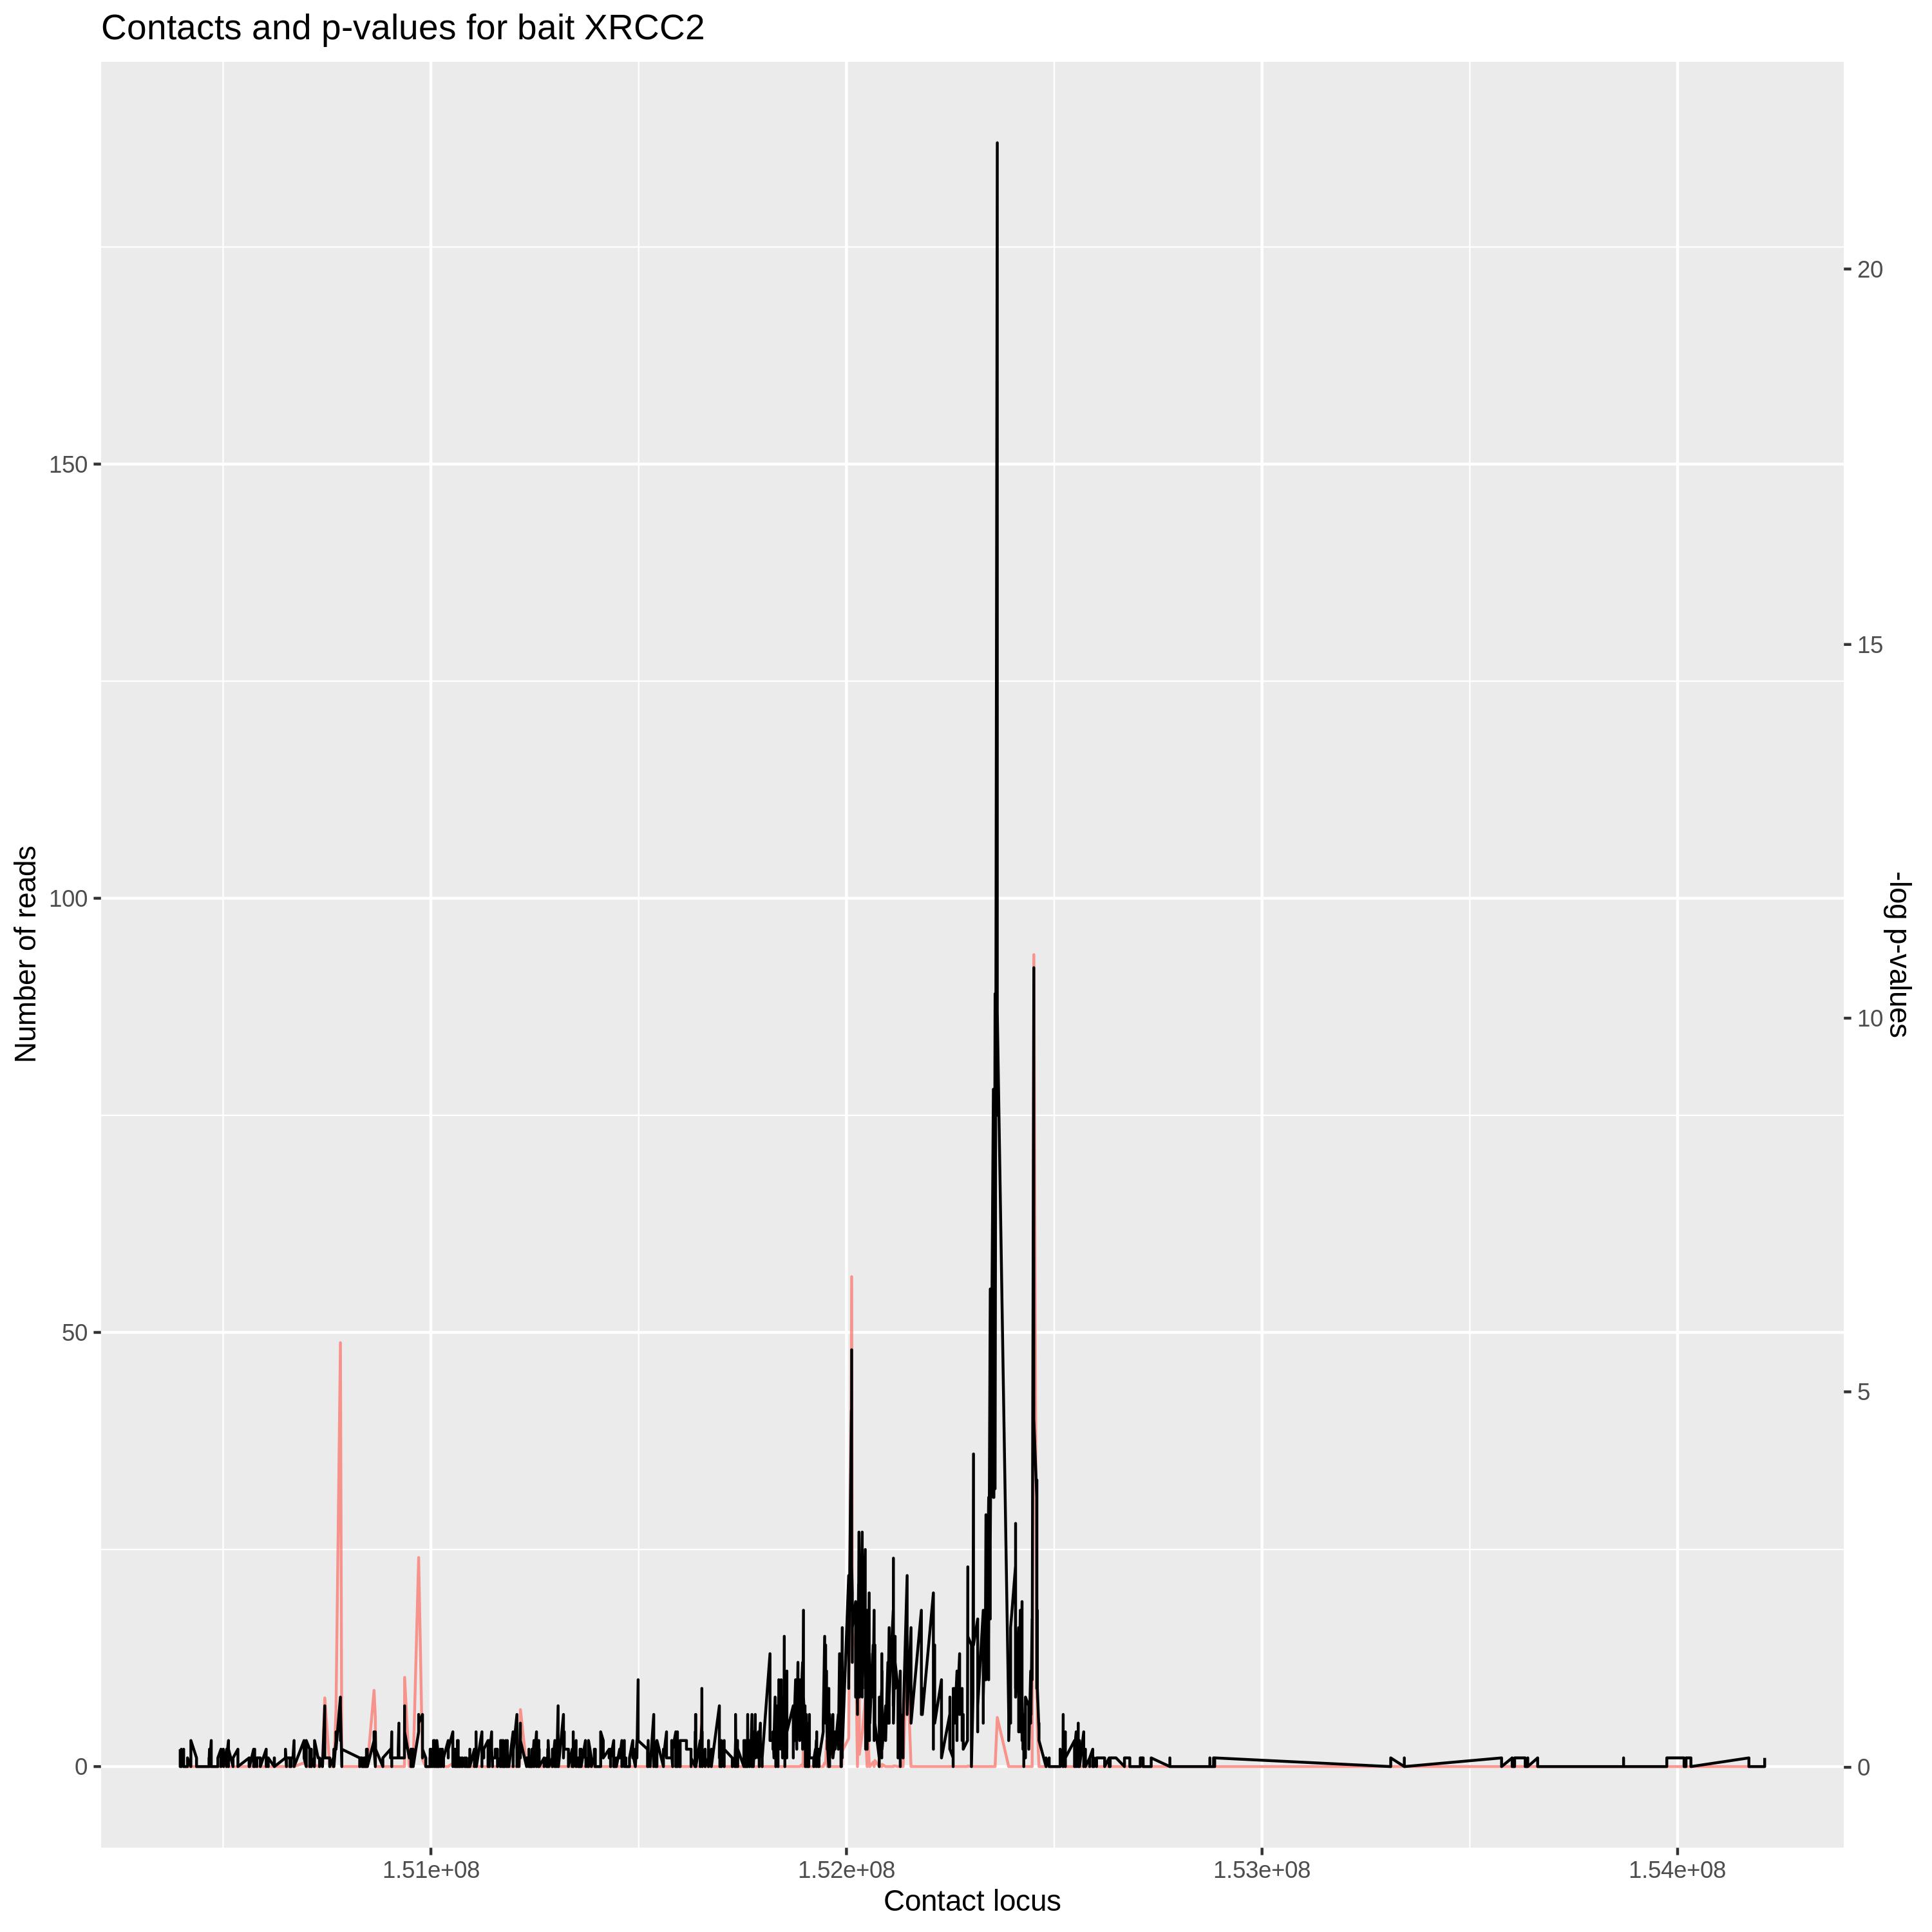 Contacts and p-values for bait XRCC2
Number of reads
150
100
50
0
20
15
10
5
0
-log p-values
1.51e+08
1.52e+08
1.53e+08
1.54e+08
Contact locus